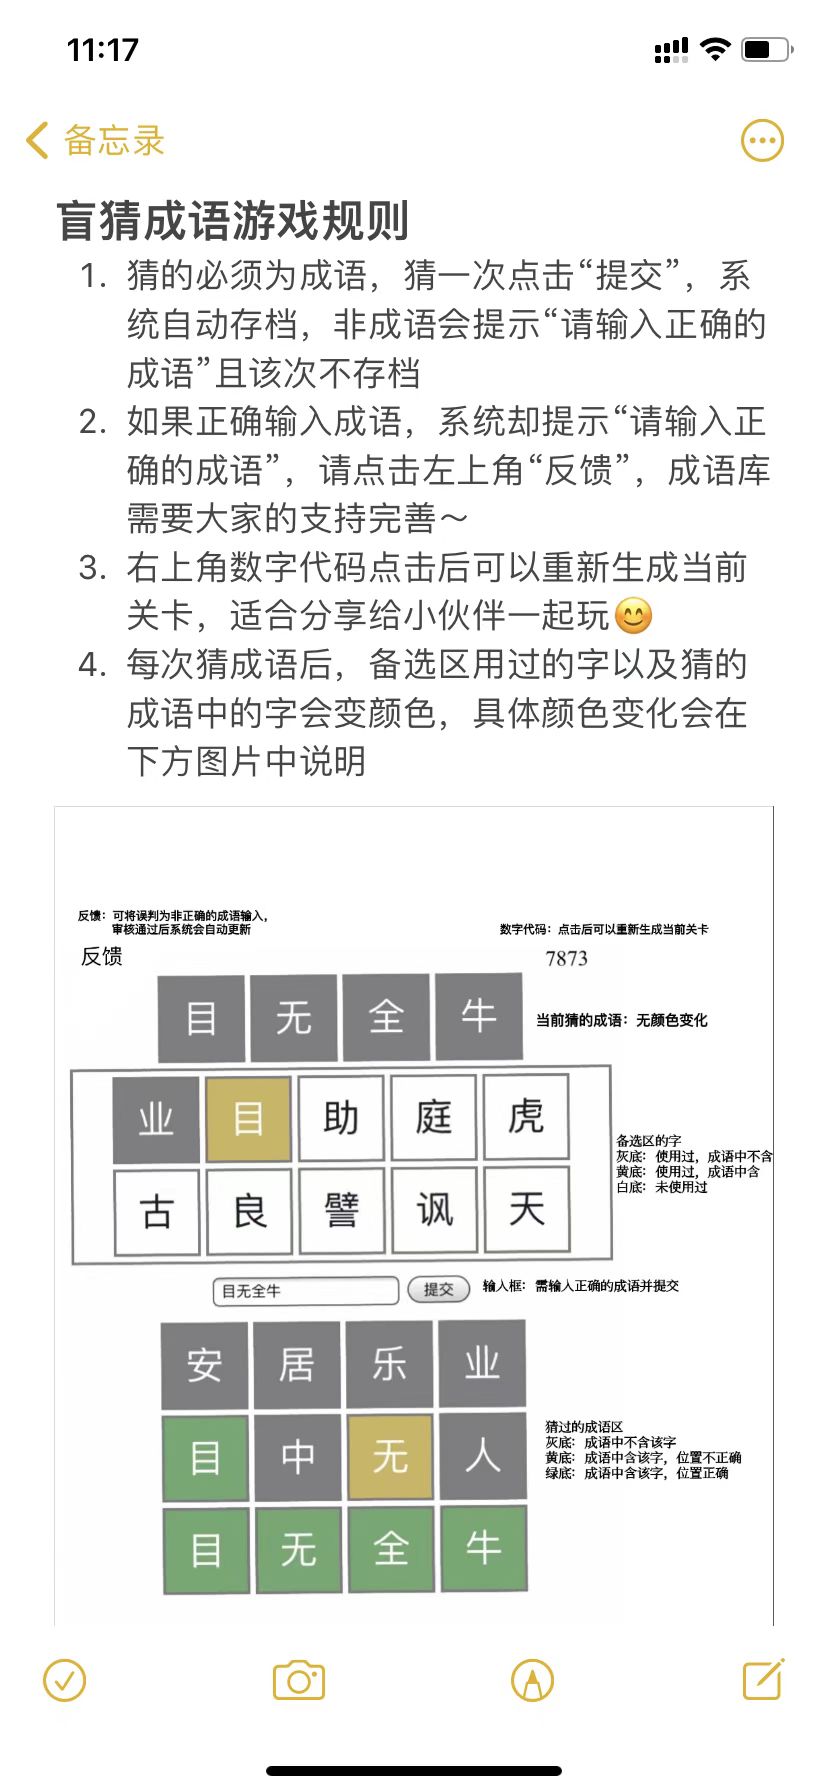 11:17
备忘录
盲猜成语游戏规则
1. 猜的必须为成语，猜一次点击“提交”，系
统自动存档，非成语会提示“请输入正确的
成语”且该次不存档
2. 如果正确输入成语，系统却提示“请输入正
确的成语”，请点击左上角“反馈”，成语库
需要大家的支持完善～
3. 右上角数字代码点击后可以重新生成当前
关卡，适合分享给小伙伴一起玩😊
4. 每次猜成语后，备选区用过的字以及猜的
成语中的字会变颜色，具体颜色变化会在
下方图片中说明
反馈：可将误判为非正确的成语输入，
审核通过后系统会自动更新
数字代码：点击后可以重新生成当前关卡
反馈
7873
目 无 全 牛
当前猜的成语：无颜色变化
业 目 助 庭 虎
古 良 譬 讽 天
备选区的字
灰底：使用过，成语中不含
黄底：使用过，成语中含
白底：未使用过
目无全牛
提交
输入框：需输入正确的成语并提交
安 居 乐 业
目 中 无 人
目 无 全 牛
猜过的成语区
灰底：成语中不含该字
黄底：成语中含该字，位置不正确
绿底：成语中含该字，位置正确